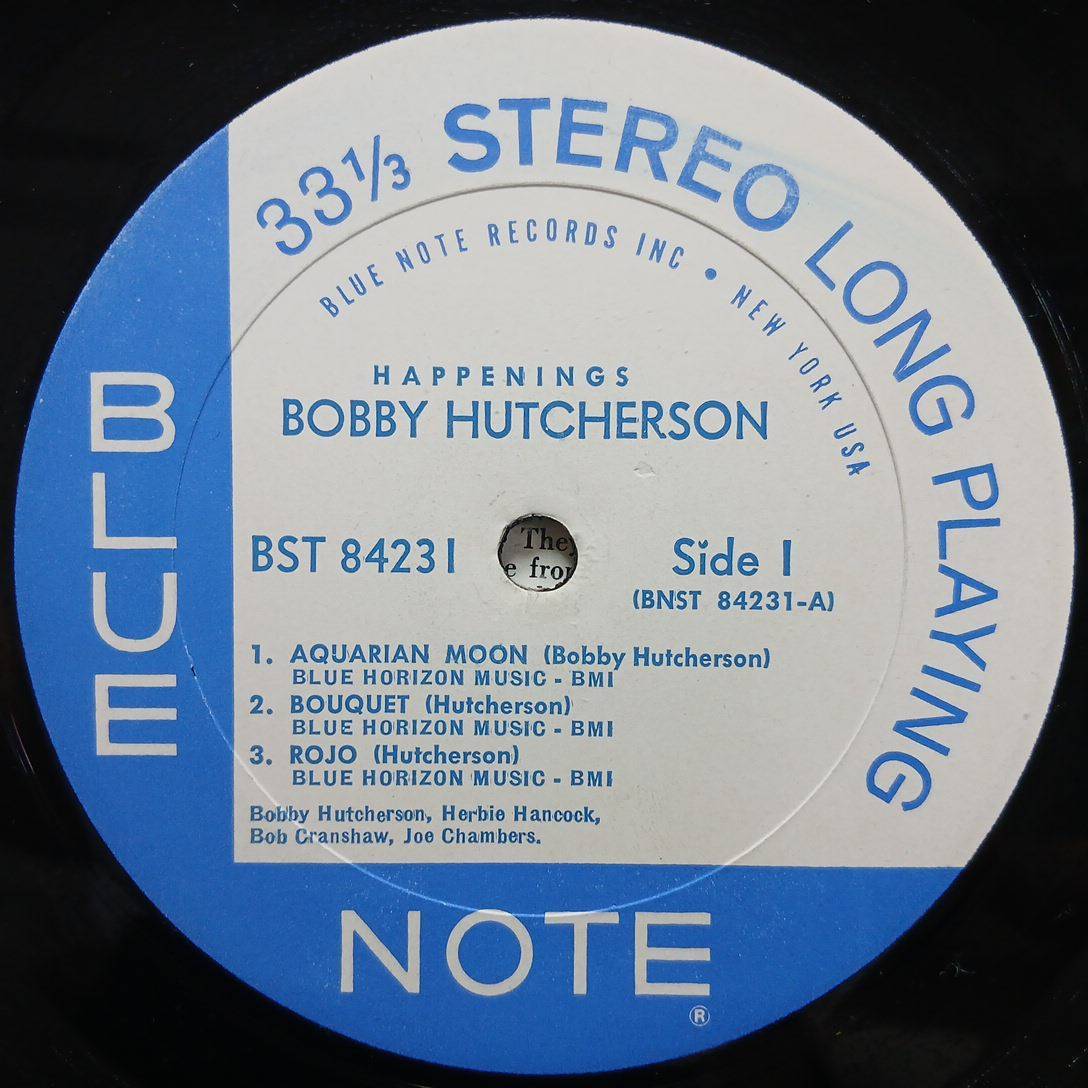 33⅓ STEREO LONG PLAYING
BLUE NOTE RECORDS INC • NEW YORK USA
HAPPENINGS
BOBBY HUTCHERSON
BST 84231
Side 1
(BNST 84231-A)
They
e from
1. AQUARIAN MOON (Bobby Hutcherson)
BLUE HORIZON MUSIC - BMI
2. BOUQUET (Hutcherson)
BLUE HORIZON MUSIC - BMI
3. ROJO (Hutcherson)
BLUE HORIZON MUSIC - BMI
Bobby Hutcherson, Herbie Hancock,
Bob Cranshaw, Joe Chambers.
BLUE
NOTE
®